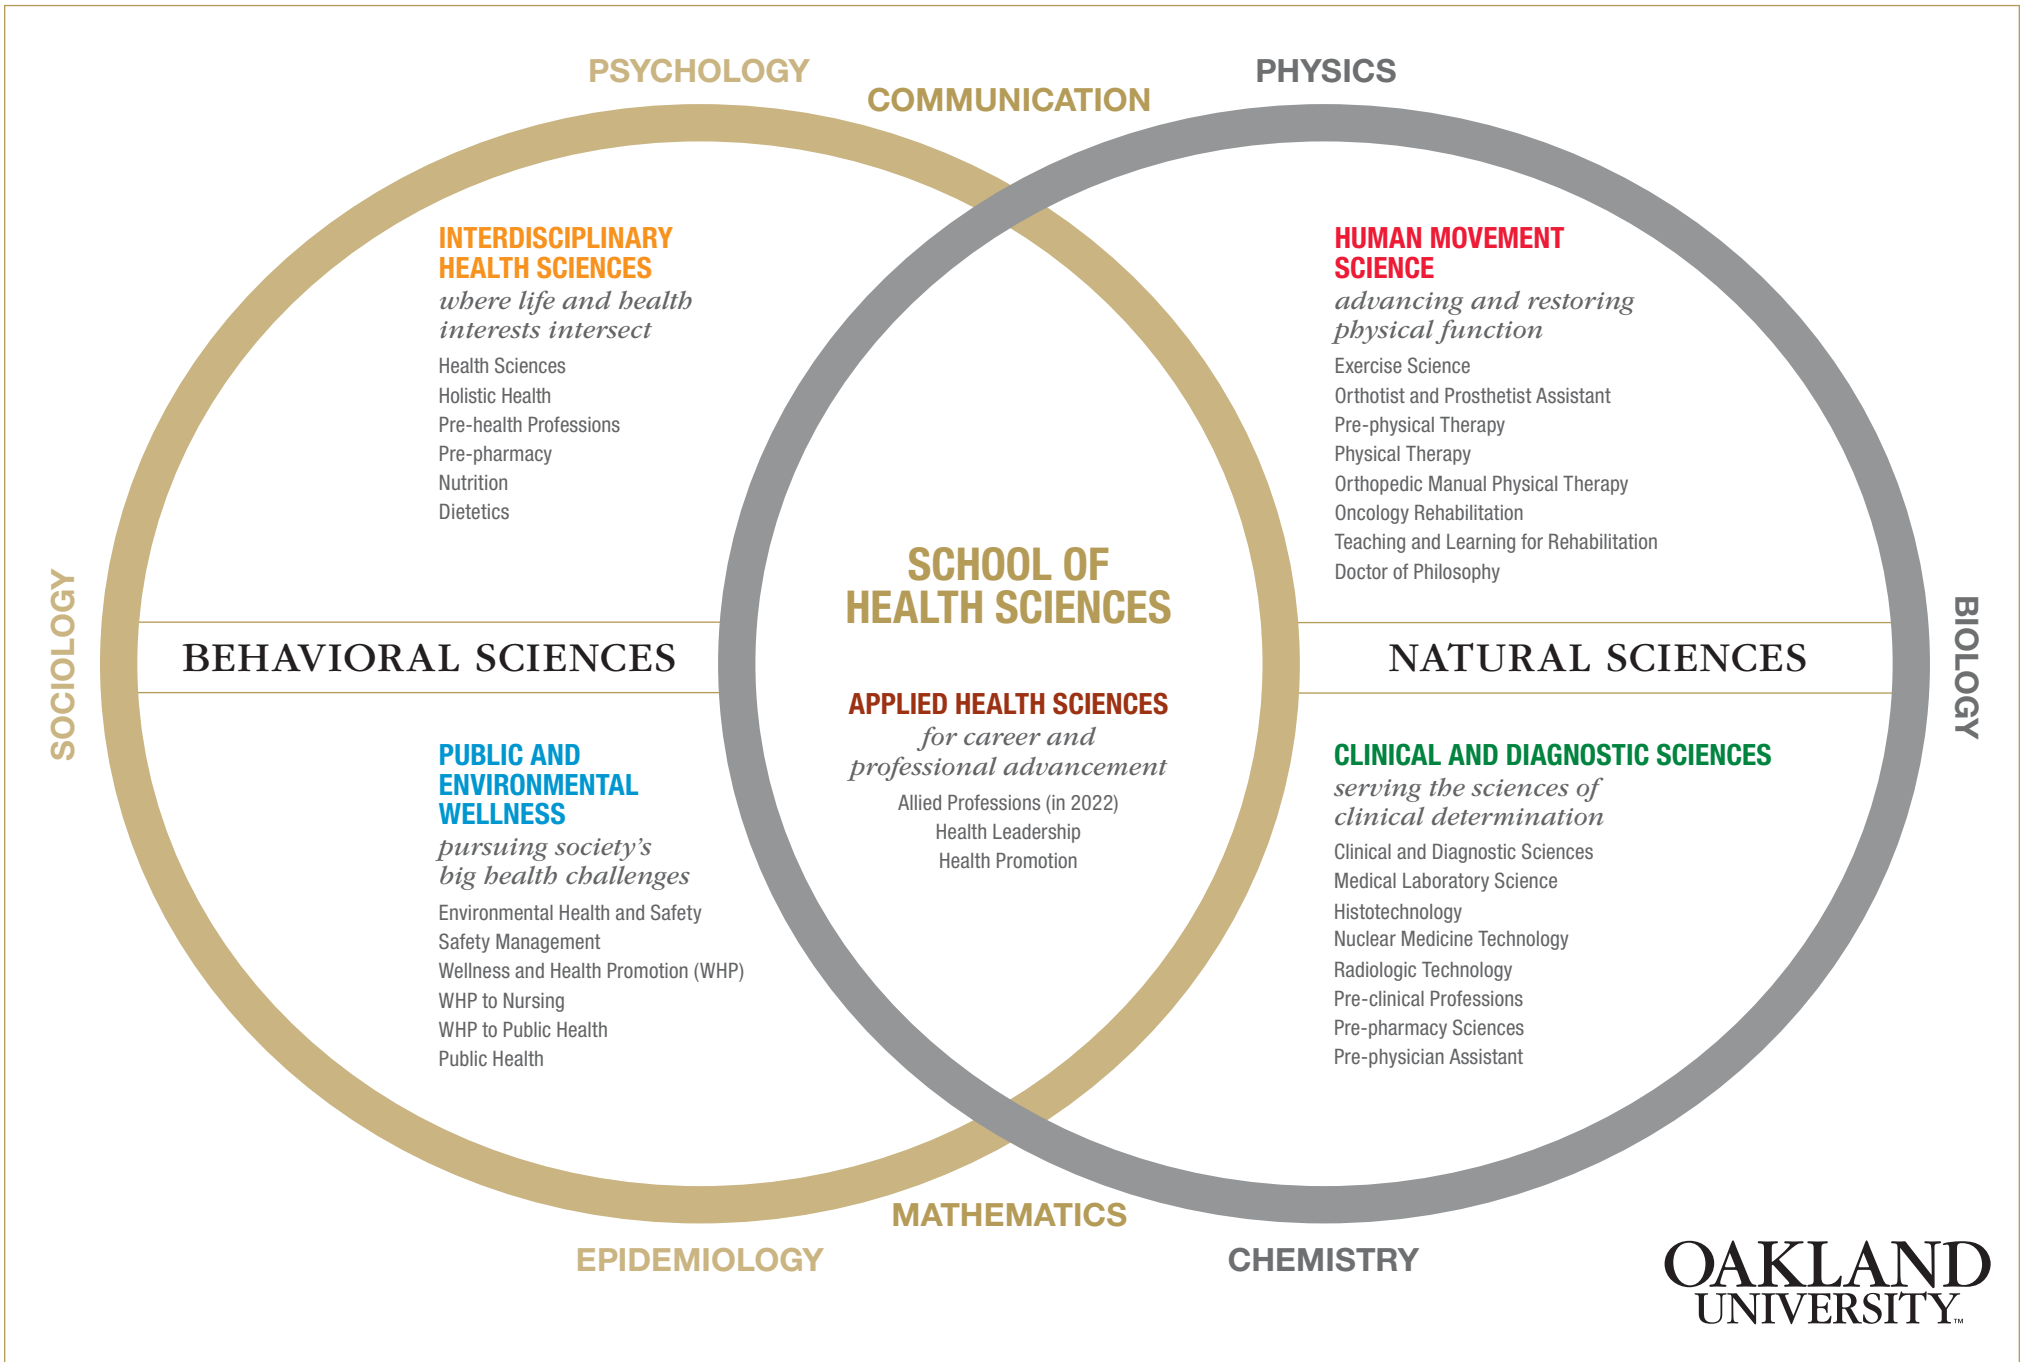 PSYCHOLOGY
COMMUNICATION
PHYSICS
INTERDISCIPLINARY
HEALTH SCIENCES
where life and health
interests intersect
Health Sciences
Holistic Health
Pre-health Professions
Pre-pharmacy
Nutrition
Dietetics
HUMAN MOVEMENT
SCIENCE
advancing and restoring
physical function
Exercise Science
Orthotist and Prosthetist Assistant
Pre-physical Therapy
Physical Therapy
Orthopedic Manual Physical Therapy
Oncology Rehabilitation
Teaching and Learning for Rehabilitation
Doctor of Philosophy
SCHOOL OF
HEALTH SCIENCES
SOCIOLOGY
BEHAVIORAL SCIENCES
NATURAL SCIENCES
BIOLOGY
APPLIED HEALTH SCIENCES
for career and
professional advancement
Allied Professions (in 2022)
Health Leadership
Health Promotion
PUBLIC AND
ENVIRONMENTAL
WELLNESS
pursuing society's
big health challenges
Environmental Health and Safety
Safety Management
Wellness and Health Promotion (WHP)
WHP to Nursing
WHP to Public Health
Public Health
CLINICAL AND DIAGNOSTIC SCIENCES
serving the sciences of
clinical determination
Clinical and Diagnostic Sciences
Medical Laboratory Science
Histotechnology
Nuclear Medicine Technology
Radiologic Technology
Pre-clinical Professions
Pre-pharmacy Sciences
Pre-physician Assistant
MATHEMATICS
EPIDEMIOLOGY
CHEMISTRY
OAKLAND
UNIVERSITY™